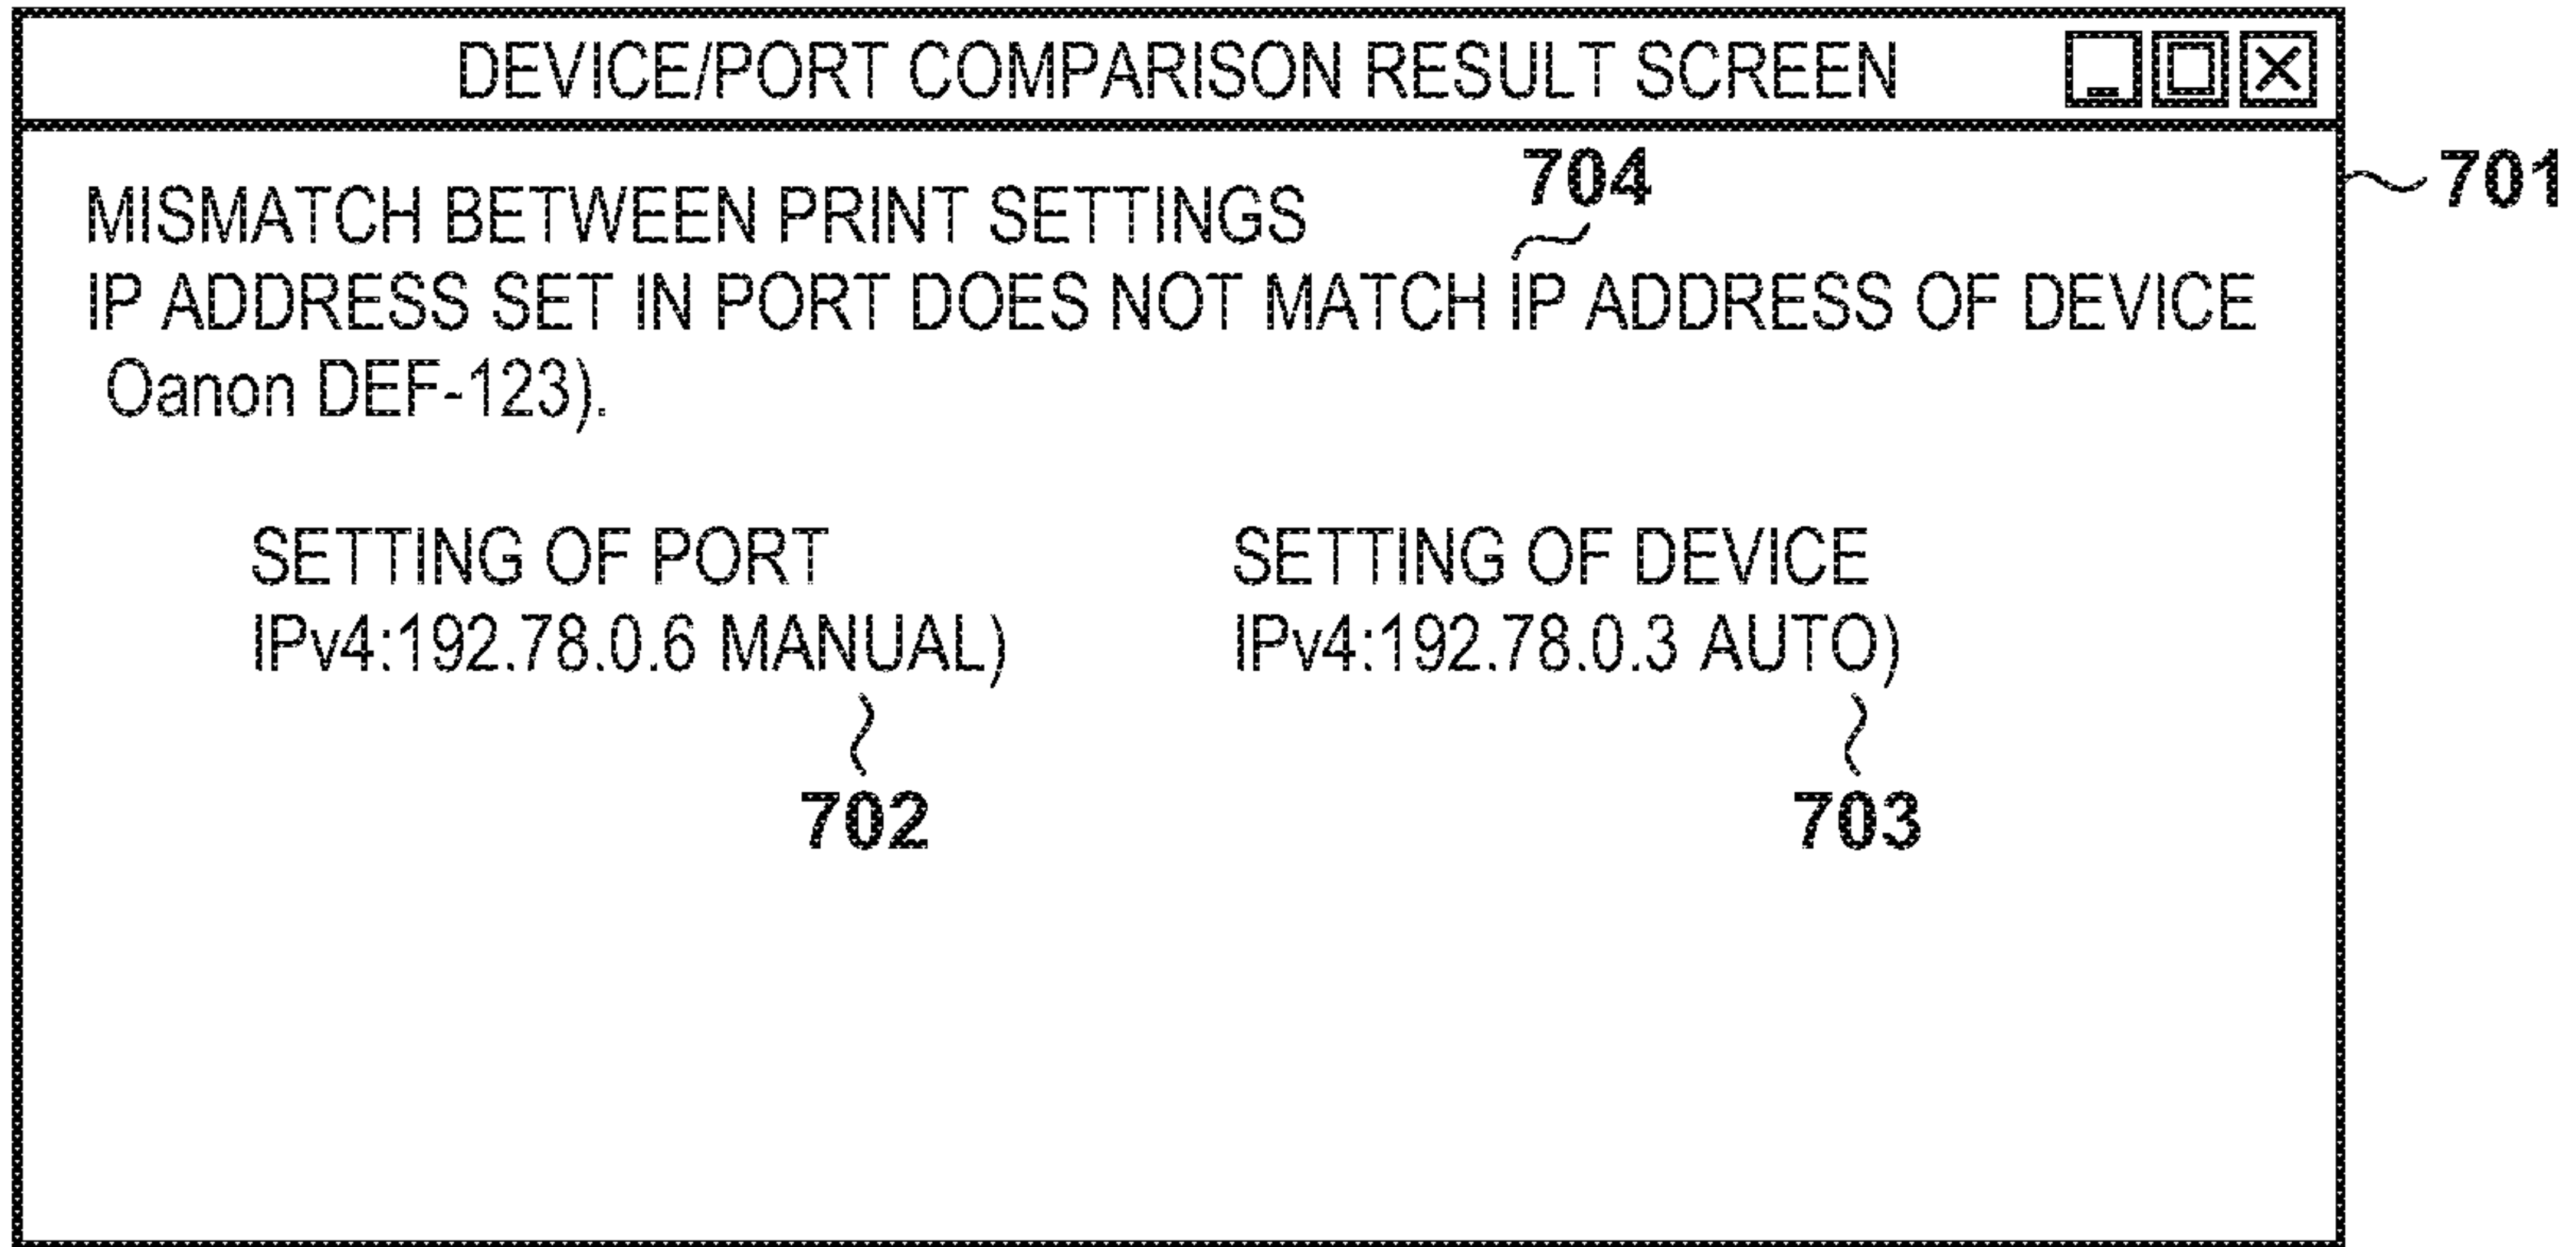 DEVICE/PORT COMPARISON RESULT SCREEN
701
704
MISMATCH BETWEEN PRINT SETTINGS
IP ADDRESS SET IN PORT DOES NOT MATCH IP ADDRESS OF DEVICE
Oanon DEF-123).
SETTING OF PORT
IPv4:192.78.0.6 MANUAL)
702
SETTING OF DEVICE
IPv4:192.78.0.3 AUTO)
703